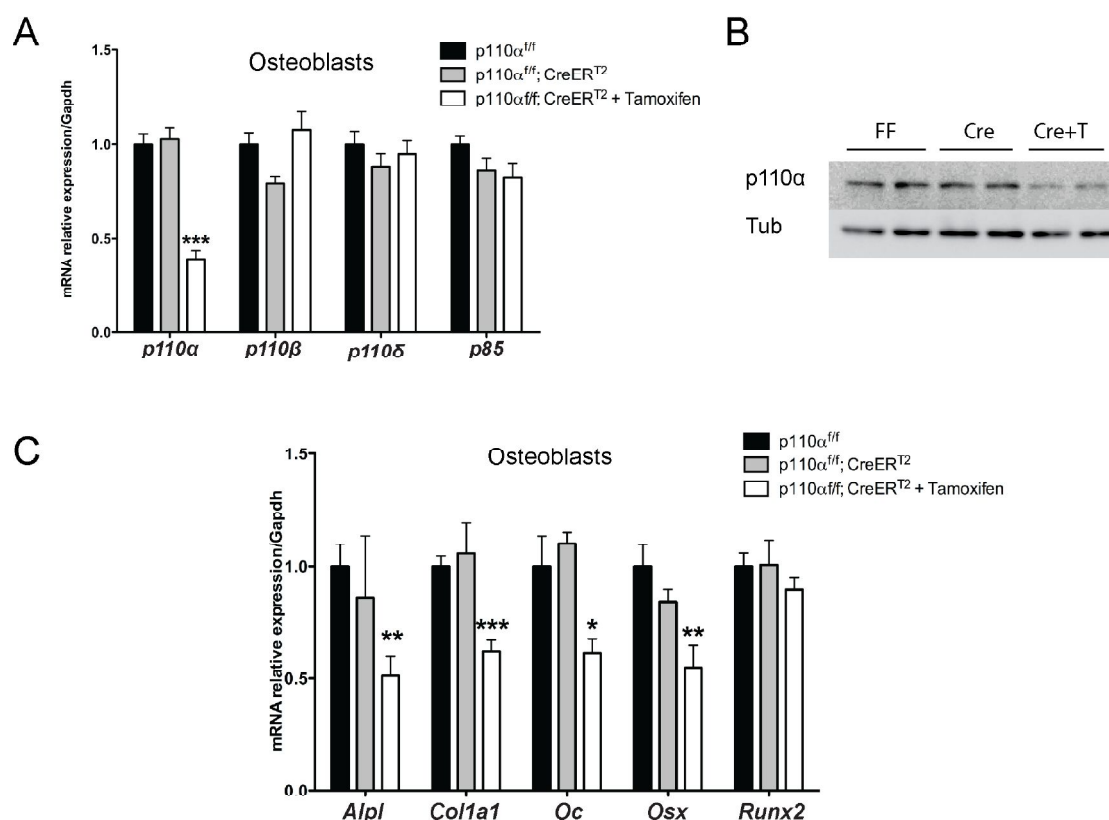 A
Osteoblasts
p110α^f/f
p110α^f/f; CreER^T2
p110αf/f: CreER^T2 + Tamoxifen
mRNA relative expression/Gapdh
1.5
1.0
0.5
0.0
***
p110α p110β p110δ p85
B
FF Cre Cre+T
p110α
Tub
C
Osteoblasts
p110α^f/f
p110α^f/f; CreER^T2
p110αf/f; CreER^T2 + Tamoxifen
mRNA relative expression/Gapdh
1.5
1.0
0.5
0.0
** *** * **
Alpl Col1a1 Oc Osx Runx2